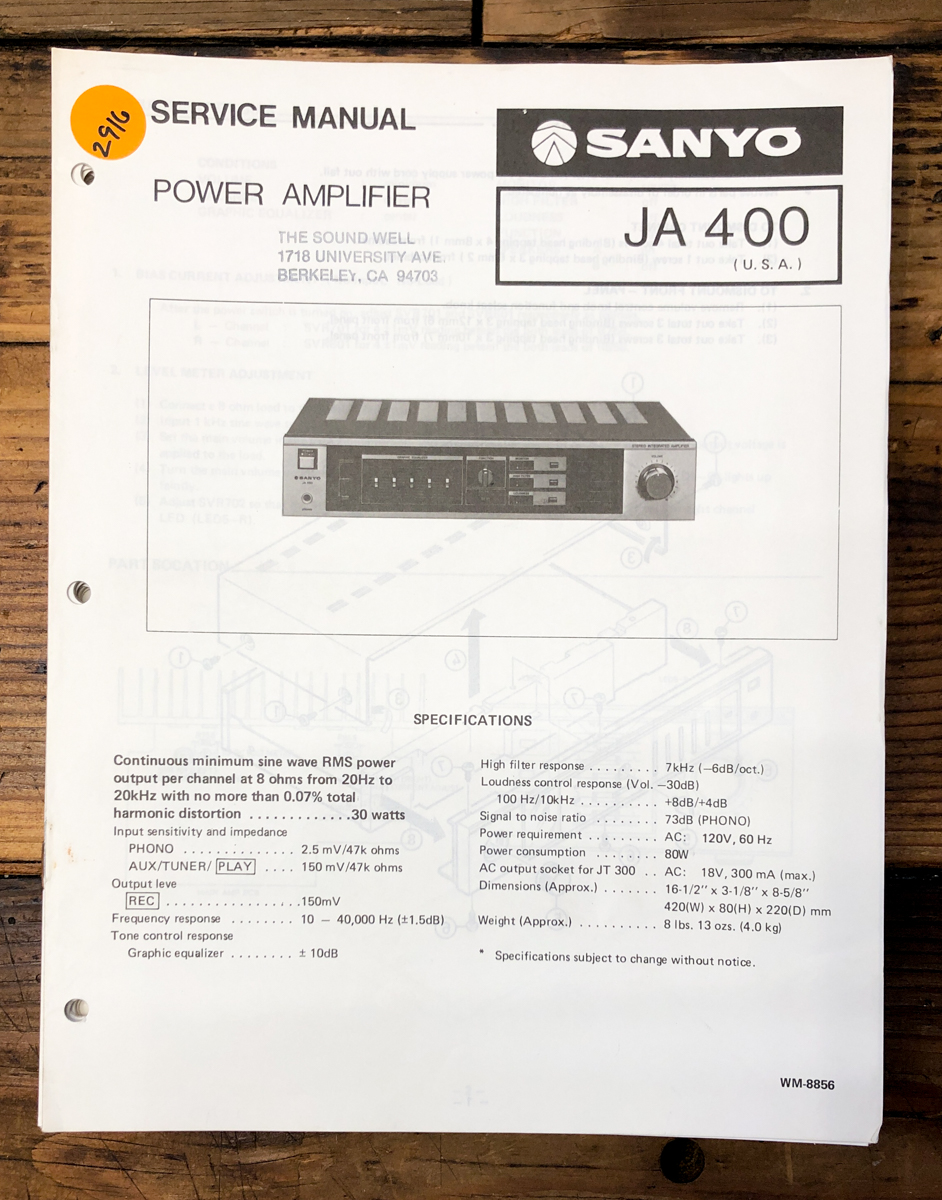 2916
SERVICE MANUAL
SANYO
POWER AMPLIFIER
JA 400
(U.S.A.)
THE SOUND WELL
1718 UNIVERSITY AVE.
BERKELEY, CA 94703
STEREO INTEGRATED AMPLIFIER
VOLUME
SANYO
SPECIFICATIONS
Continuous minimum sine wave RMS power
output per channel at 8 ohms from 20Hz to
20kHz with no more than 0.07% total
harmonic distortion ............30 watts
Input sensitivity and impedance
PHONO .............. 2.5 mV/47k ohms
AUX/TUNER/ PLAY .... 150 mV/47k ohms
Output leve
REC .................150mV
Frequency response ........ 10 – 40,000 Hz (±1.5dB)
Tone control response
Graphic equalizer ........ ± 10dB
High filter response ......... 7kHz (–6dB/oct.)
Loudness control response (Vol. –30dB)
100 Hz/10kHz .......... +8dB/+4dB
Signal to noise ratio ........ 73dB (PHONO)
Power requirement ......... AC: 120V, 60 Hz
Power consumption ........ 80W
AC output socket for JT 300 .. AC: 18V, 300 mA (max.)
Dimensions (Approx.) ....... 16-1/2" x 3-1/8" x 8-5/8"
420(W) x 80(H) x 220(D) mm
Weight (Approx.) .......... 8 lbs. 13 ozs. (4.0 kg)
* Specifications subject to change without notice.
WM-8856